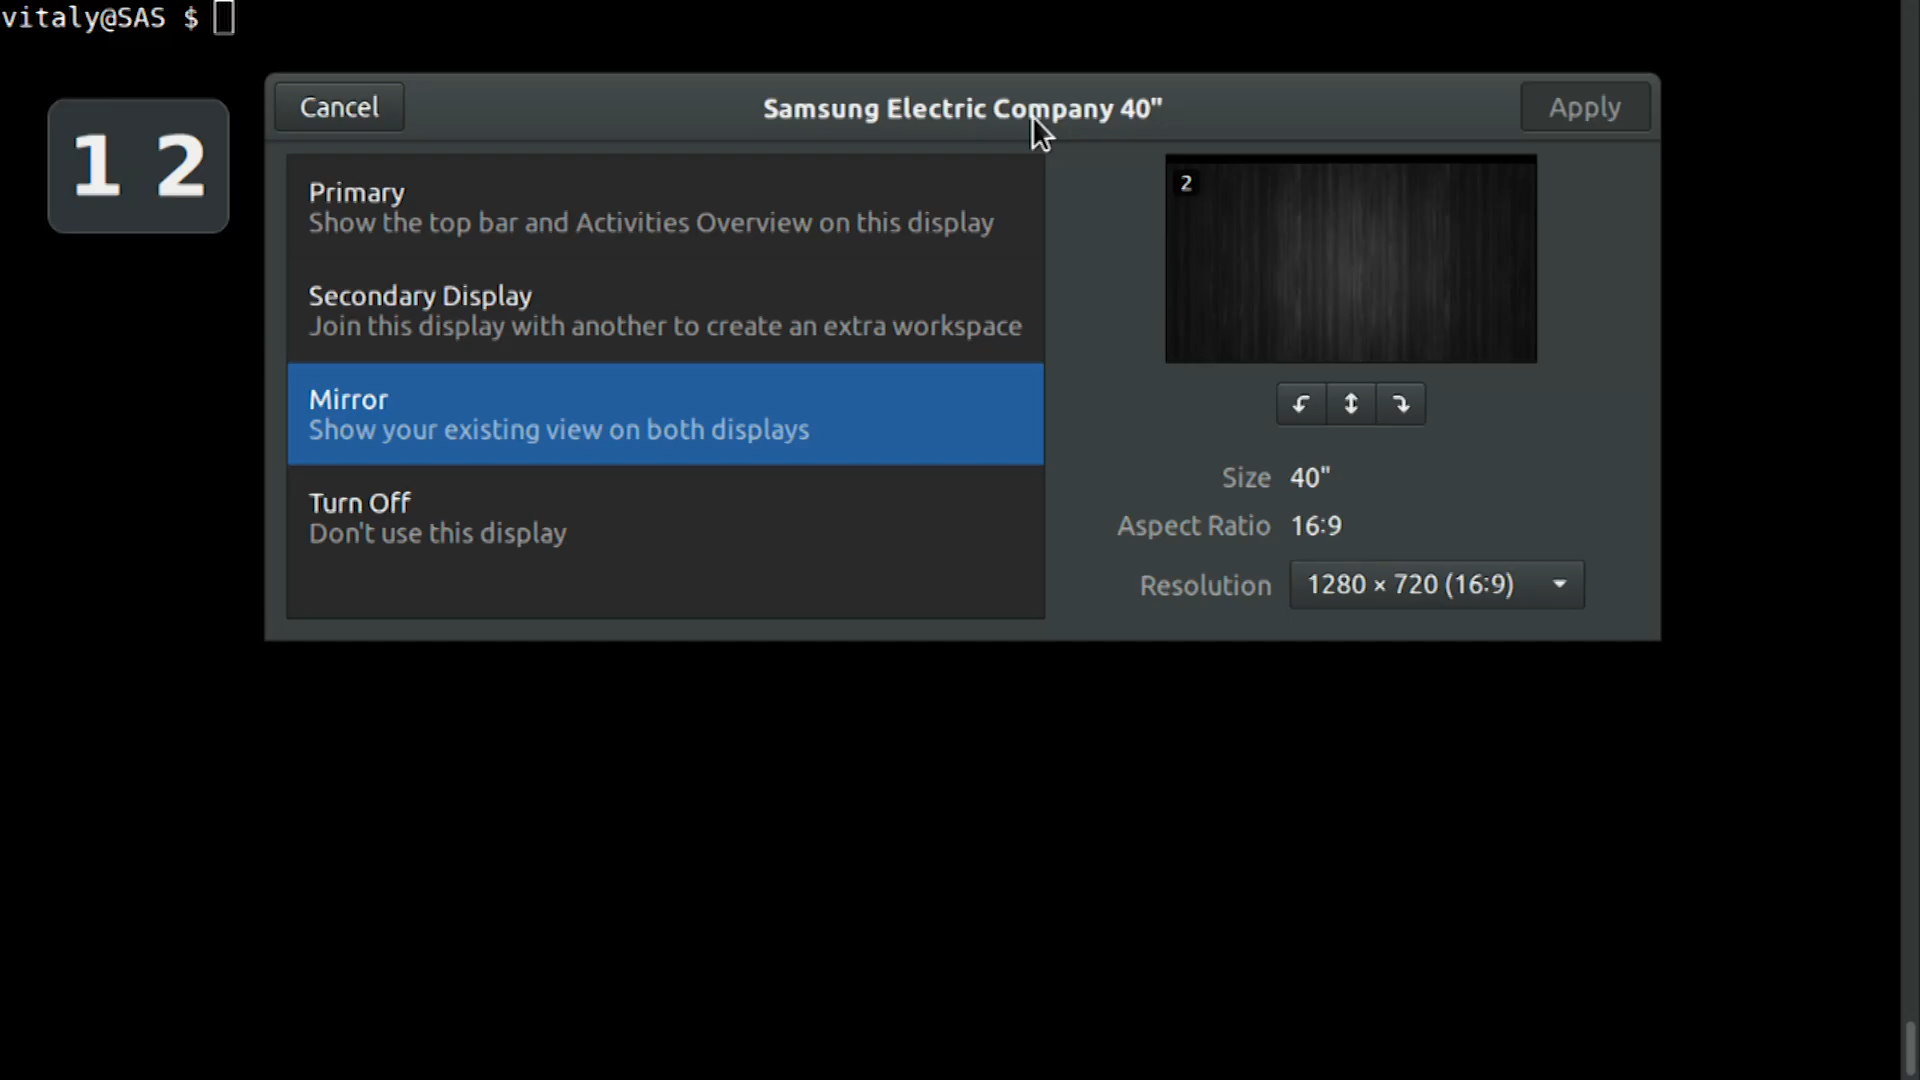 vitaly@SAS $
1 2
Cancel
Samsung Electric Company 40"
Apply
Primary
Show the top bar and Activities Overview on this display
Secondary Display
Join this display with another to create an extra workspace
Mirror
Show your existing view on both displays
Turn Off
Don't use this display
2
Size 40"
Aspect Ratio 16:9
Resolution 1280 × 720 (16:9)